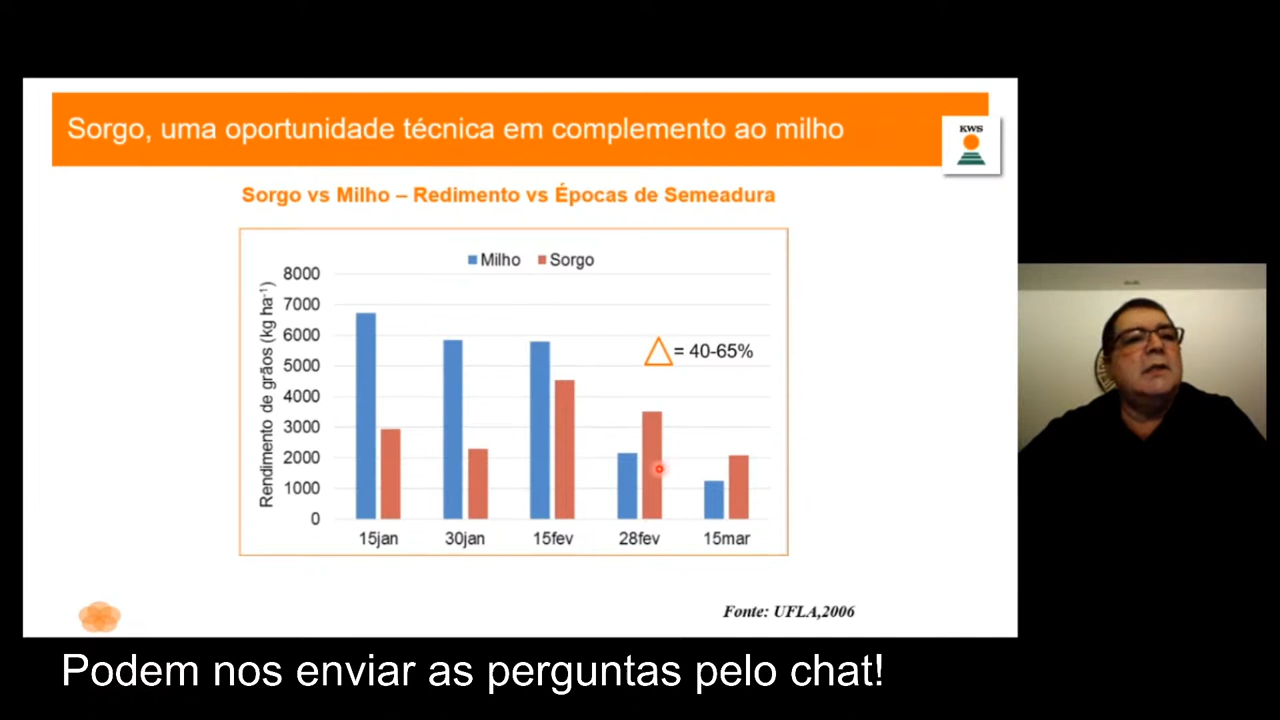 Sorgo, uma oportunidade técnica em complemento ao milho
KWS
Sorgo vs Milho – Redimento vs Épocas de Semeadura
Milho Sorgo
Rendimento de grãos (kg ha⁻¹)
8000
7000
6000
5000
4000
3000
2000
1000
0
= 40-65%
15jan 30jan 15fev 28fev 15mar
Fonte: UFLA,2006
Podem nos enviar as perguntas pelo chat!